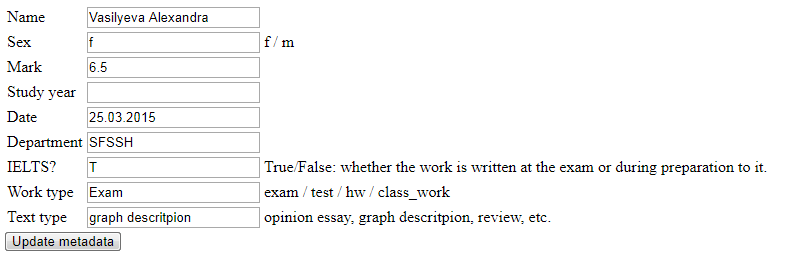 Name Vasilyeva Alexandra
Sex f f / m
Mark 6.5
Study year
Date 25.03.2015
Department SFSSH
IELTS? T True/False: whether the work is written at the exam or during preparation to it.
Work type Exam exam / test / hw / class_work
Text type graph descritpion opinion essay, graph descritpion, review, etc.
Update metadata